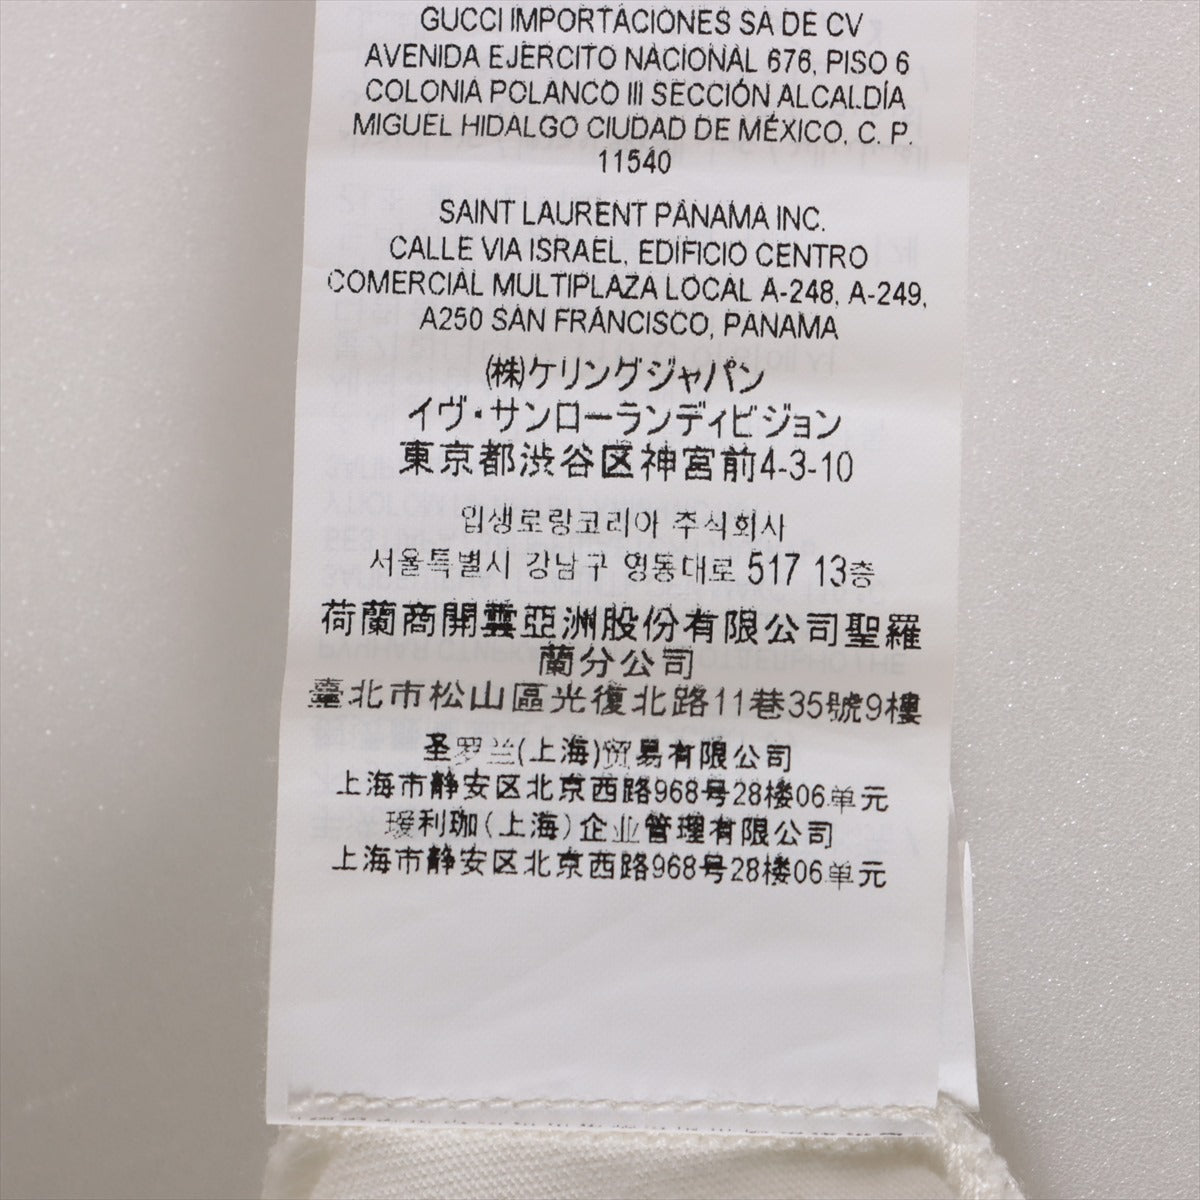 GUCCI IMPORTACIONES SA DE CV
AVENIDA EJÉRCITO NACIONAL 676, PISO 6
COLONIA POLANCO III SECCIÓN ALCALDÍA
MIGUEL HIDALGO CIUDAD DE MÉXICO, C. P.
11540
SAINT LAURENT PANAMA INC.
CALLE VIA ISRAEL, EDIFICIO CENTRO
COMERCIAL MULTIPLAZA LOCAL A-248, A-249,
A250 SAN FRANCISCO, PANAMA
(株)ケリングジャパン
イヴ・サンローランディビジョン
東京都渋谷区神宮前4-3-10
입생로랑코리아 주식회사
서울특별시 강남구 영동대로 517 13층
荷蘭商開雲亞洲股份有限公司聖羅
蘭分公司
臺北市松山區光復北路11巷35號9樓
圣罗兰(上海)贸易有限公司
上海市静安区北京西路968号28楼06单元
瑷利珈(上海)企业管理有限公司
上海市静安区北京西路968号28楼06单元